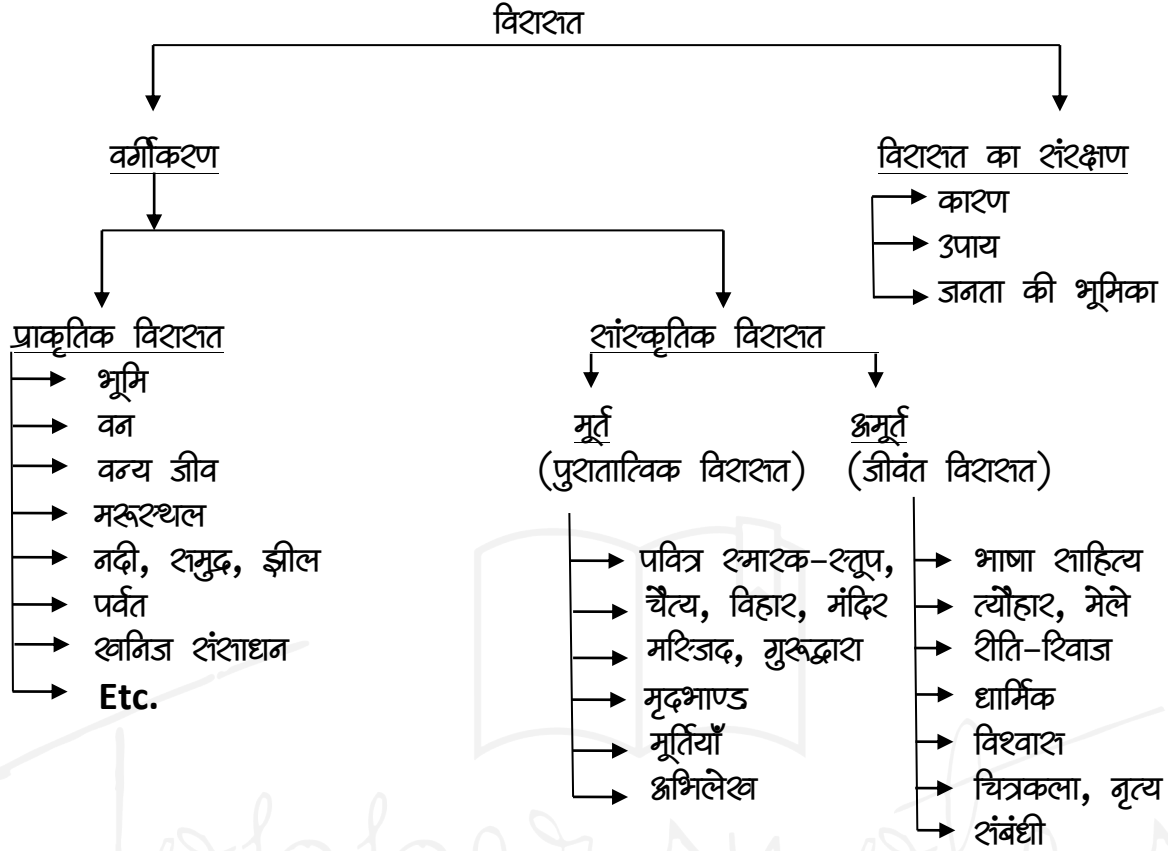 विरासत
वर्गीकरण
विरासत का संरक्षण
कारण
उपाय
जनता की भूमिका
प्राकृतिक विरासत
भूमि
वन
वन्य जीव
मरूस्थल
नदी, समुद्र, झील
पर्वत
खनिज संसाधन
Etc.
सांस्कृतिक विरासत
मूर्त
(पुरातात्विक विरासत)
पवित्र स्मारक-स्तूप,
चैत्य, विहार, मंदिर
मस्जिद, गुरूद्वारा
मृदभाण्ड
मूर्तियाँ
अभिलेख
अमूर्त
(जीवंत विरासत)
भाषा साहित्य
त्यौहार, मेले
रीति-रिवाज
धार्मिक
विश्वास
चित्रकला, नृत्य
संबंधी